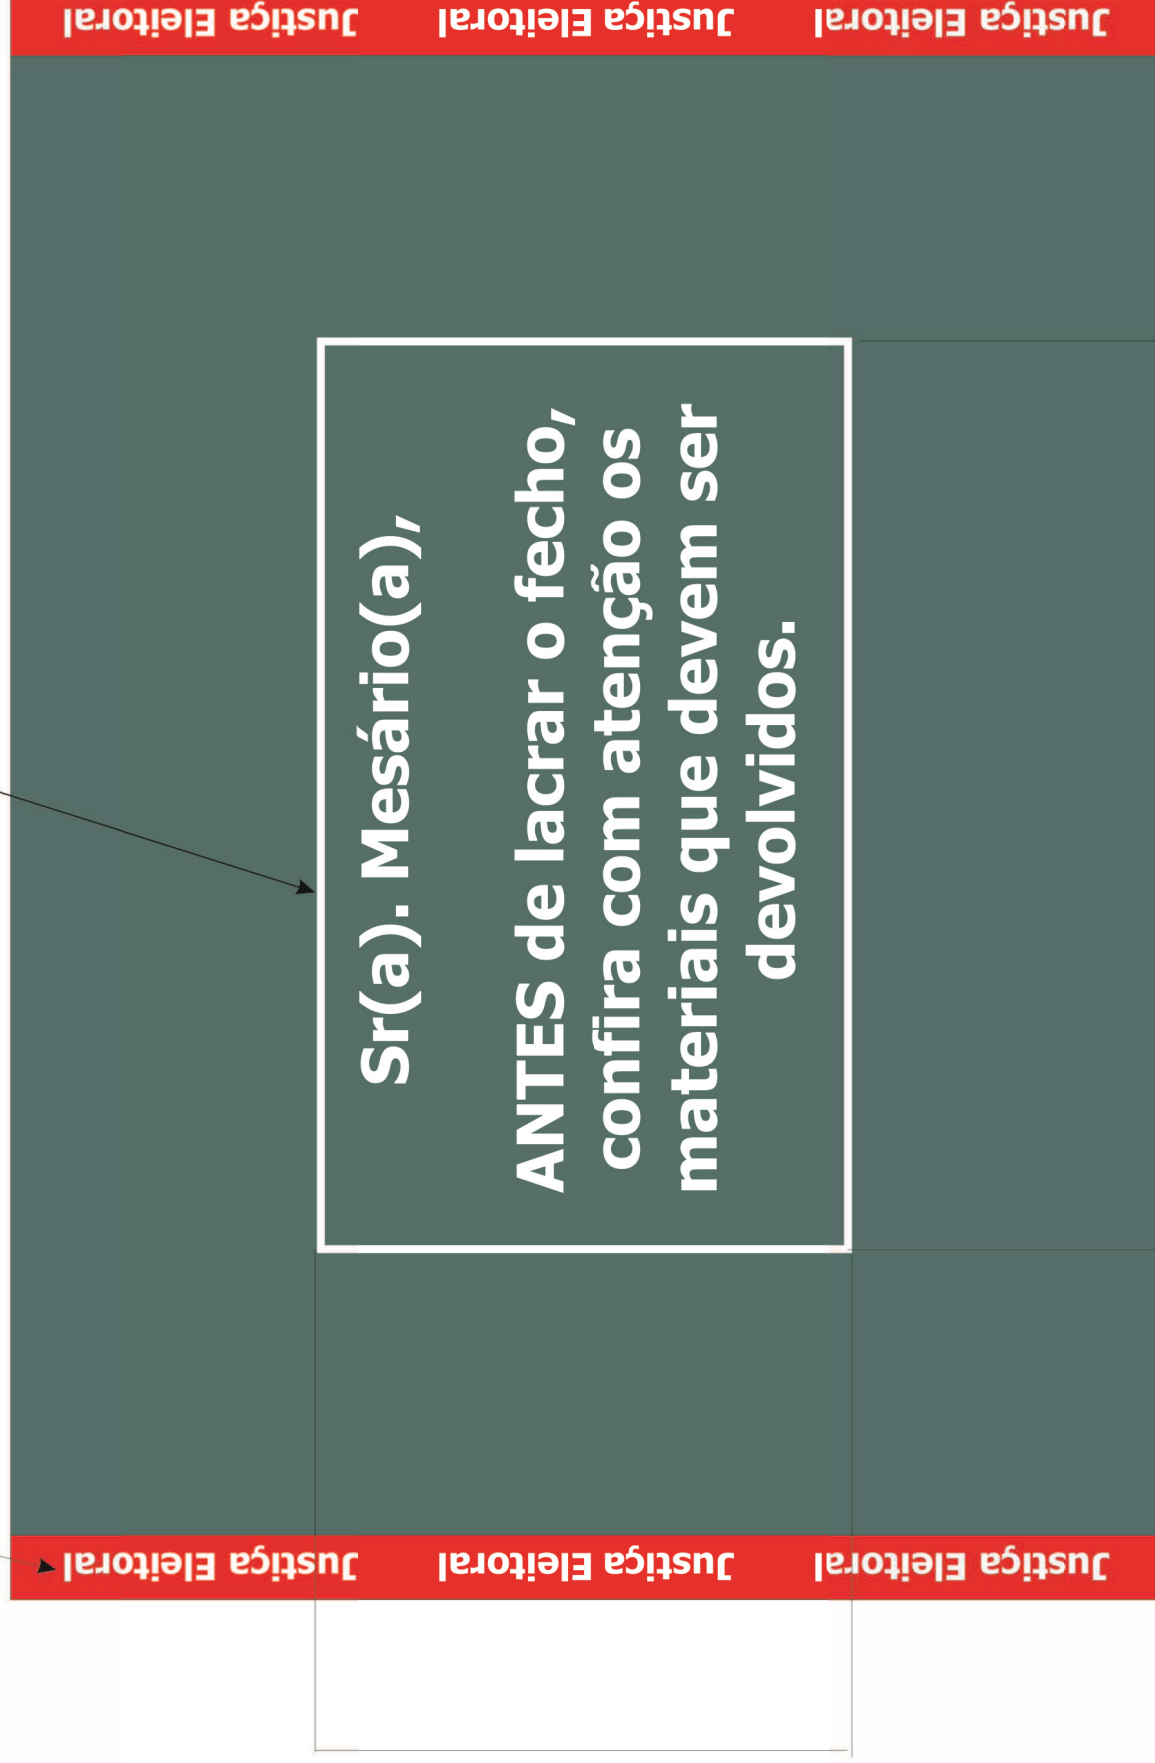 Justiça Eleitoral Justiça Eleitoral Justiça Eleitoral
Sr(a). Mesário(a),
ANTES de lacrar o fecho,
confira com atenção os
materiais que devem ser
devolvidos.
Justiça Eleitoral Justiça Eleitoral Justiça Eleitoral